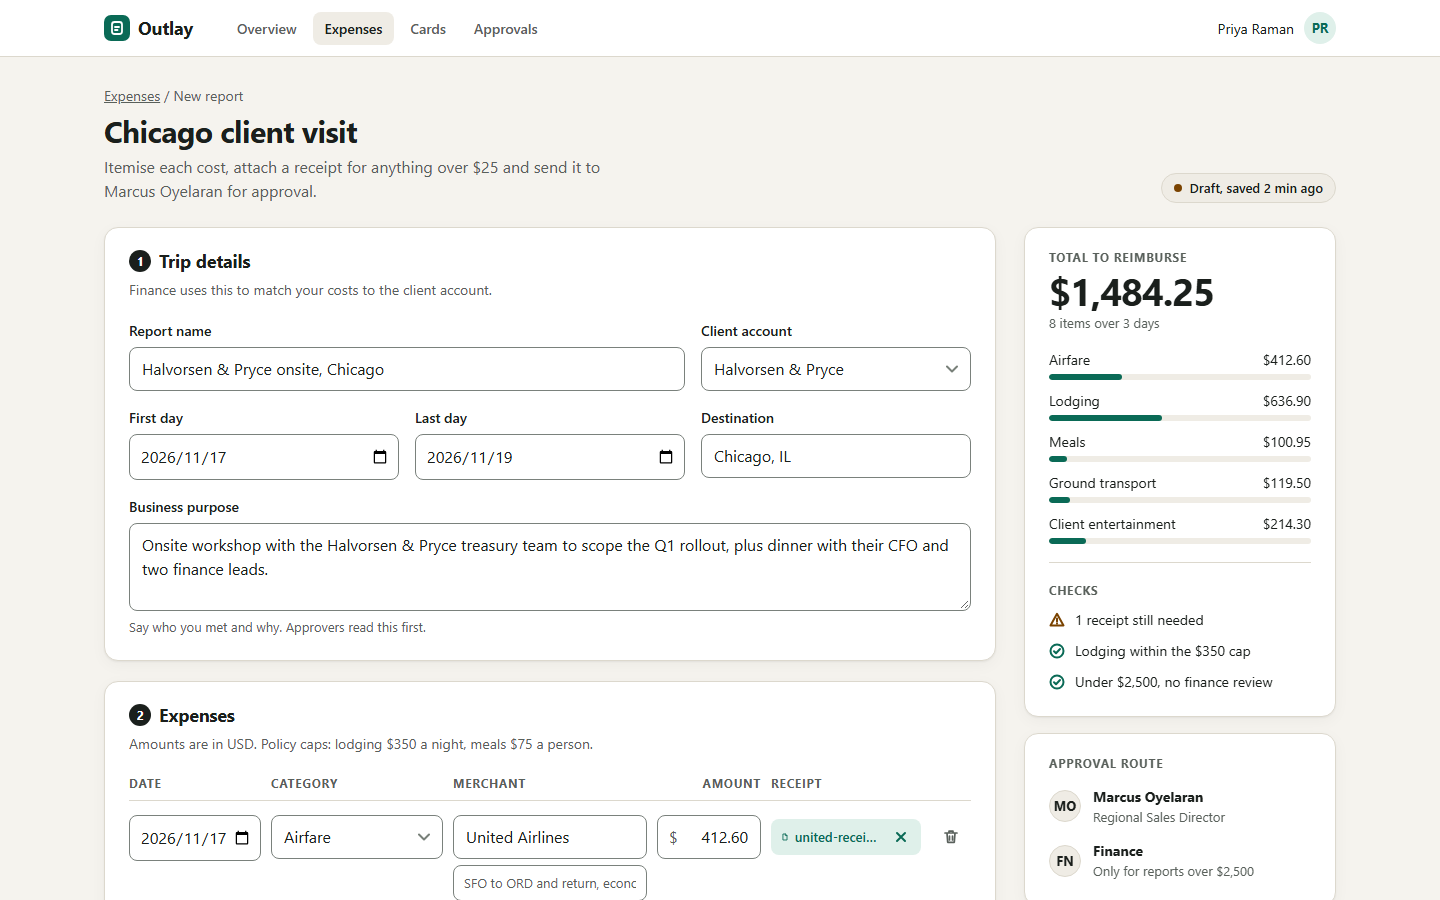 Outlay
Overview
Expenses
Cards
Approvals
Priya Raman
PR
Expenses / New report
Chicago client visit
Itemise each cost, attach a receipt for anything over $25 and send it to
Marcus Oyelaran for approval.
Draft, saved 2 min ago
1 Trip details
Finance uses this to match your costs to the client account.
Report name
Client account
Halvorsen & Pryce onsite, Chicago
Halvorsen & Pryce
First day
Last day
Destination
2026/11/17
2026/11/19
Chicago, IL
Business purpose
Onsite workshop with the Halvorsen & Pryce treasury team to scope the Q1 rollout, plus dinner with their CFO and
two finance leads.
Say who you met and why. Approvers read this first.
2 Expenses
Amounts are in USD. Policy caps: lodging $350 a night, meals $75 a person.
DATE
CATEGORY
MERCHANT
AMOUNT
RECEIPT
2026/11/17
Airfare
United Airlines
$ 412.60
united-recei...
SFO to ORD and return, econc
TOTAL TO REIMBURSE
$1,484.25
8 items over 3 days
Airfare $412.60
Lodging $636.90
Meals $100.95
Ground transport $119.50
Client entertainment $214.30
CHECKS
1 receipt still needed
Lodging within the $350 cap
Under $2,500, no finance review
APPROVAL ROUTE
MO
Marcus Oyelaran
Regional Sales Director
FN
Finance
Only for reports over $2,500